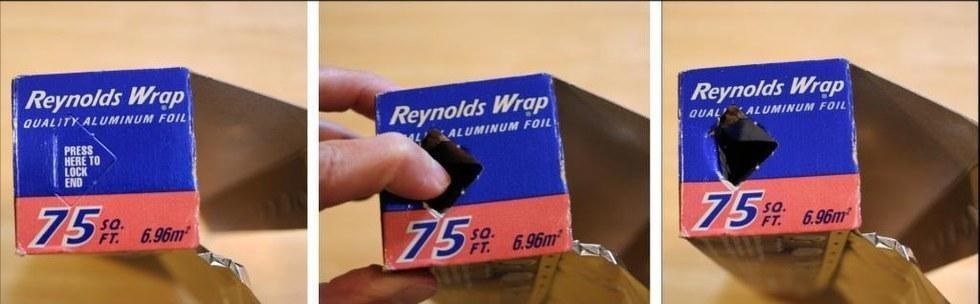 Reynolds Wrap
QUALITY ALUMINUM FOIL
PRESS
HERE TO
LOCK
END
75 SQ. FT. 6.96m²
Reynolds Wrap
ALUMINUM FOIL
75 SQ. FT. 6.96m²
Reynolds Wrap
ALUMINUM FOIL
75 SQ. FT. 6.96m²